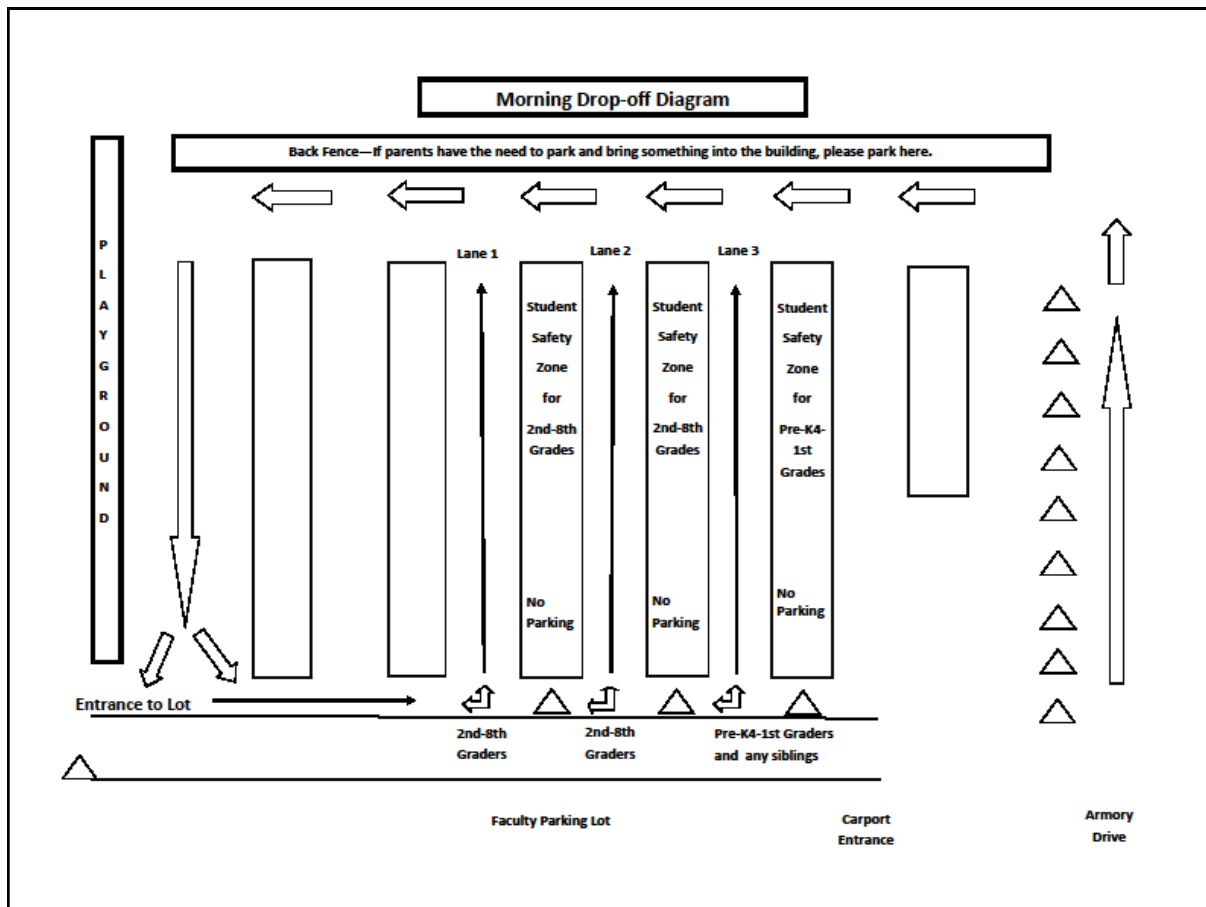 Morning Drop-off Diagram
Back Fence—If parents have the need to park and bring something into the building, please park here.
PLAYGROUND
Lane 1
Lane 2
Lane 3
Student
Safety
Zone
for
2nd-8th
Grades
No
Parking
Student
Safety
Zone
for
2nd-8th
Grades
No
Parking
Student
Safety
Zone
for
Pre-K4-
1st
Grades
No
Parking
Entrance to Lot
2nd-8th
Graders
2nd-8th
Graders
Pre-K4-1st Graders
and any siblings
Faculty Parking Lot
Carport
Entrance
Armory
Drive